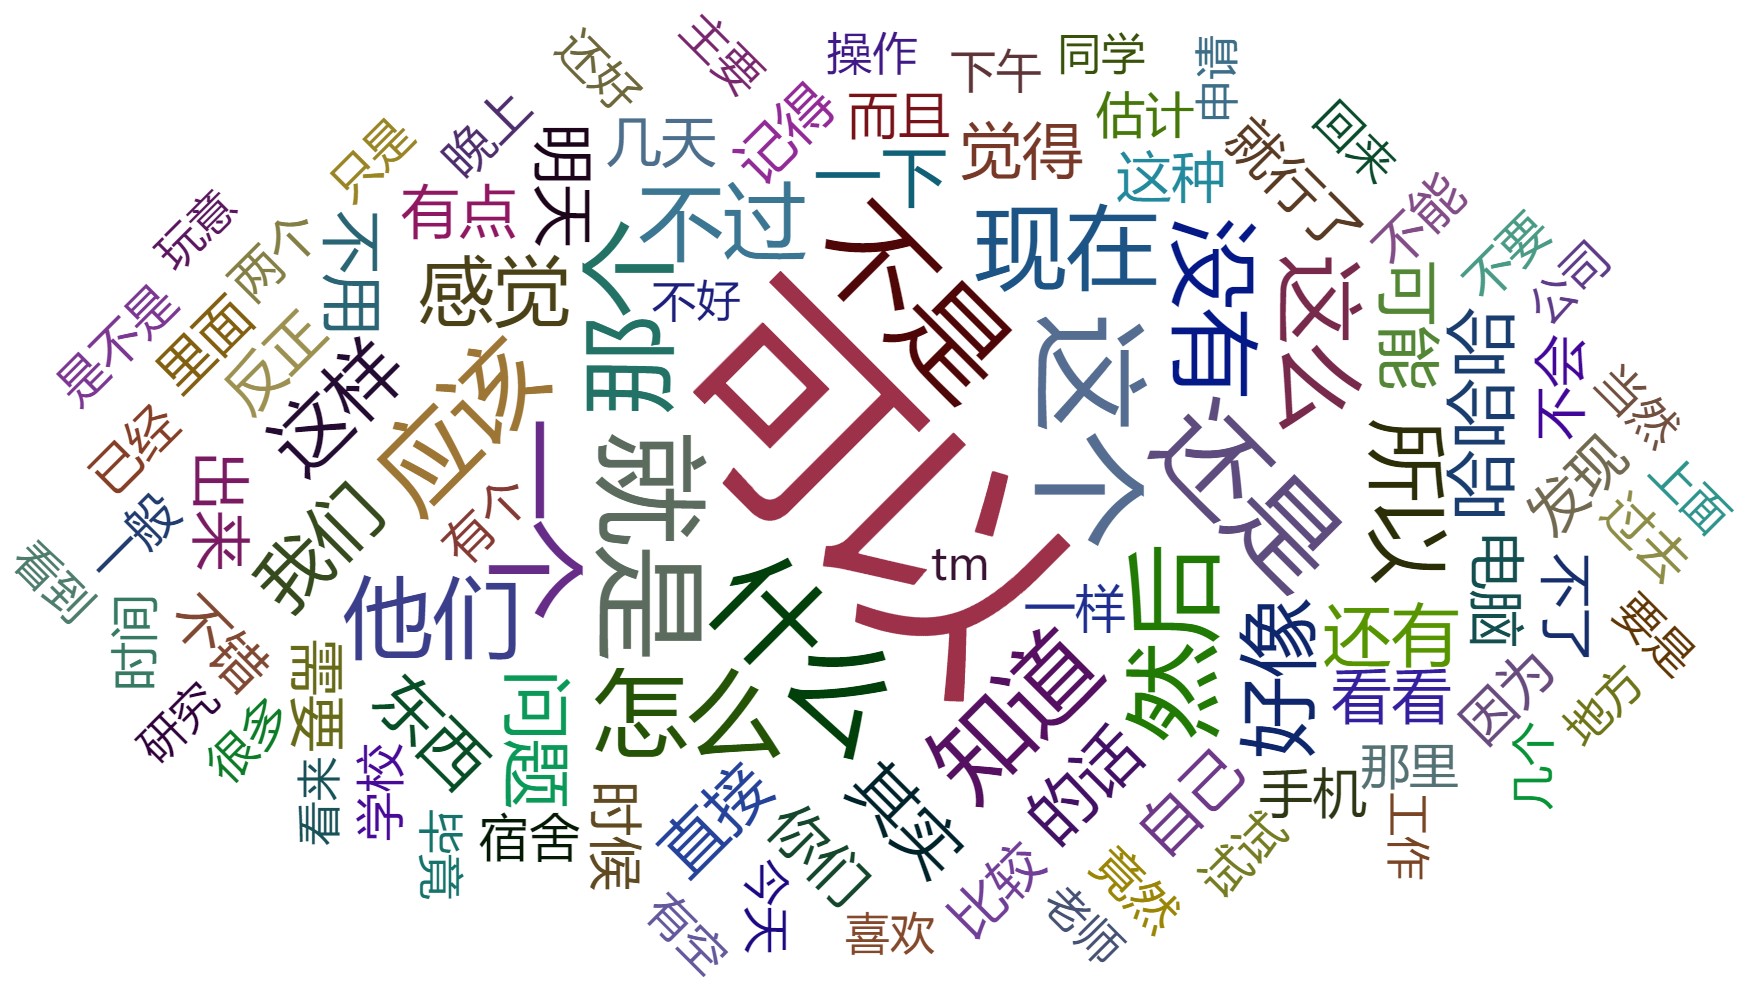 还好
主要
操作
下午
同学
申请
晚上
明天
几天
记得
而且
一下
觉得
估计
这种
就行了
回来
只是
有点
不过
不是
现在
没有
这么
不能
不要
公司
玩意
两个
不用
感觉
那个
不好
可以
这个
可能
哈哈哈
不会
是不是
里面
反正
这样
应该
还是
所以
当然
已经
出来
我们
有个
一个
就是
什么
tm
一样
然后
发现
过去
上面
一般
看到
时间
不错
他们
怎么
知道
好像
还有
看看
电脑
不了
要是
研究
很多
需要
东西
问题
因为
地方
几个
看来
学校
毕竟
宿舍
时候
直接
你们
其实
的话
自己
手机
那里
工作
试试
竟然
比较
老师
有空
今天
喜欢